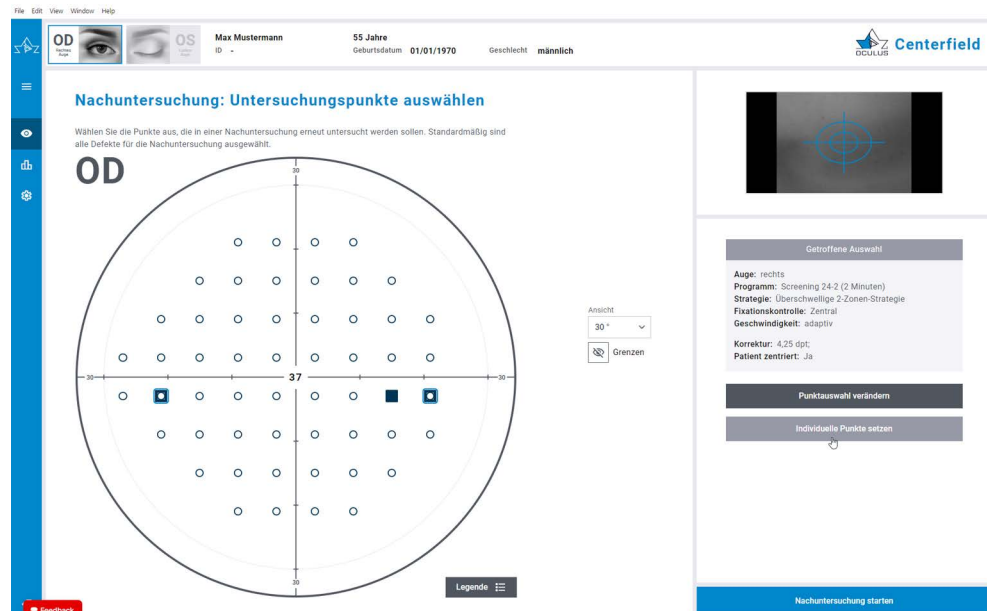 File Edit View Window Help
OD
Rechtes
Auge
OS
Linkes
Auge
Max Mustermann
ID -
55 Jahre
Geburtsdatum 01/01/1970
Geschlecht männlich
OCULUS
Centerfield
Nachuntersuchung: Untersuchungspunkte auswählen
Wählen Sie die Punkte aus, die in einer Nachuntersuchung erneut untersucht werden sollen. Standardmäßig sind
alle Defekte für die Nachuntersuchung ausgewählt.
OD
30
30
37
30
30
Ansicht
30 °
Grenzen
Legende
Getroffene Auswahl
Auge: rechts
Programm: Screening 24-2 (2 Minuten)
Strategie: Überschwellige 2-Zonen-Strategie
Fixationskontrolle: Zentral
Geschwindigkeit: adaptiv
Korrektur: 4,25 dpt;
Patient zentriert: Ja
Punktauswahl verändern
Individuelle Punkte setzen
Nachuntersuchung starten
Feedback